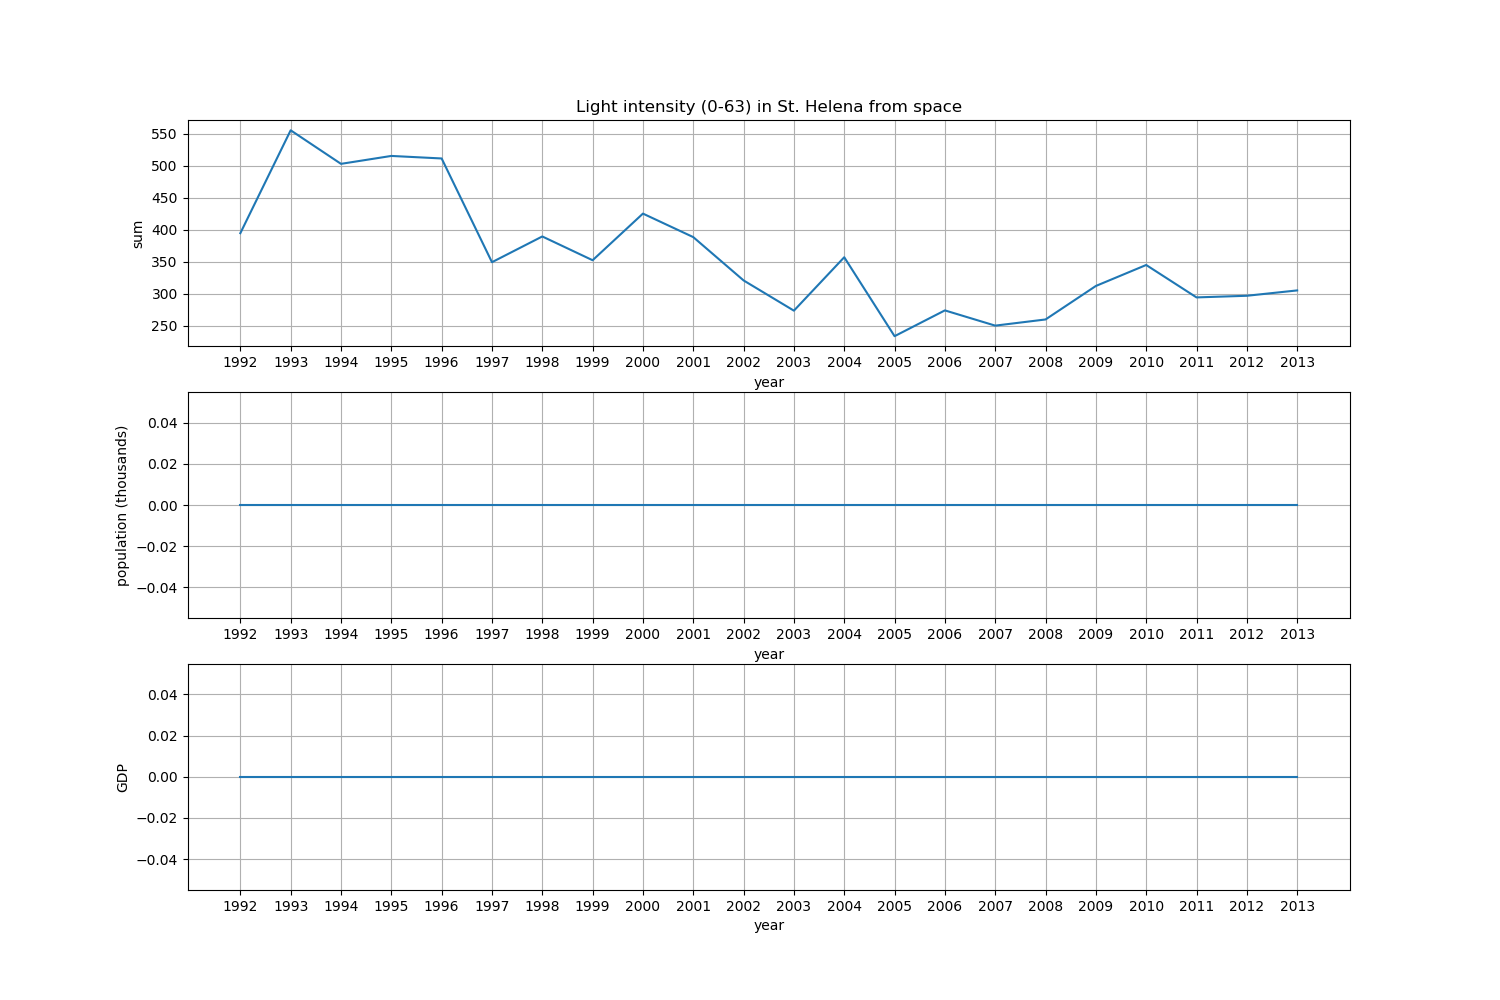 Light intensity (0-63) in St. Helena from space
550
500
450
400
350
300
250
sum
1992 1993 1994 1995 1996 1997 1998 1999 2000 2001 2002 2003 2004 2005 2006 2007 2008 2009 2010 2011 2012 2013
year
0.04
0.02
0.00
−0.02
−0.04
population (thousands)
1992 1993 1994 1995 1996 1997 1998 1999 2000 2001 2002 2003 2004 2005 2006 2007 2008 2009 2010 2011 2012 2013
year
0.04
0.02
0.00
−0.02
−0.04
GDP
1992 1993 1994 1995 1996 1997 1998 1999 2000 2001 2002 2003 2004 2005 2006 2007 2008 2009 2010 2011 2012 2013
year